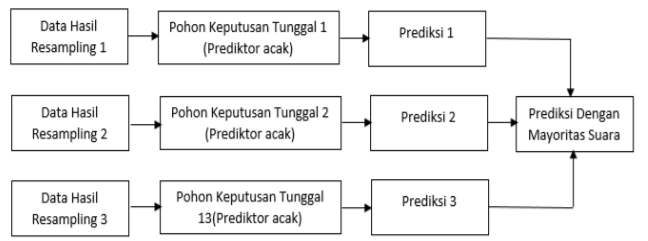 Data Hasil
Resampling 1
Pohon Keputusan Tunggal 1
(Prediktor acak)
Prediksi 1
Data Hasil
Resampling 2
Pohon Keputusan Tunggal 2
(Prediktor acak)
Prediksi 2
Prediksi Dengan
Mayoritas Suara
Data Hasil
Resampling 3
Pohon Keputusan Tunggal
13(Prediktor acak)
Prediksi 3